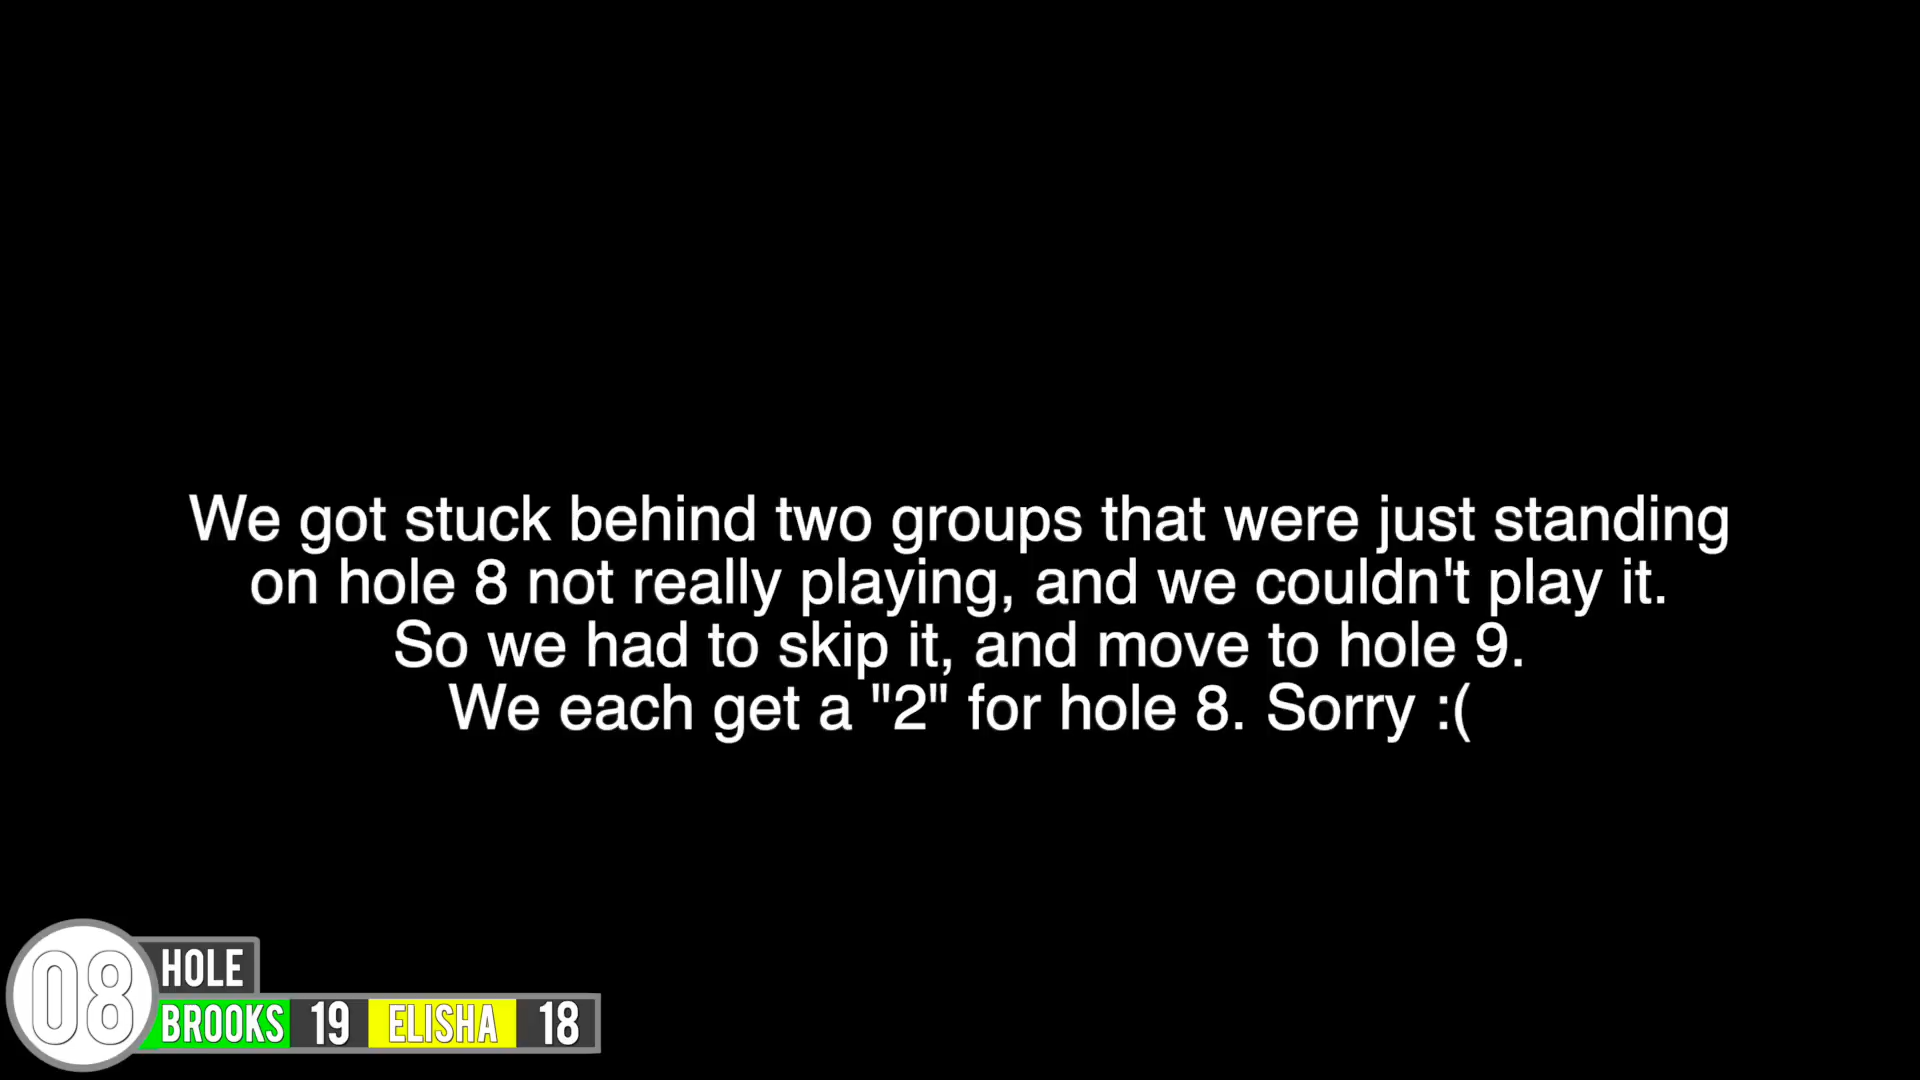 We got stuck behind two groups that were just standing
on hole 8 not really playing, and we couldn't play it.
So we had to skip it, and move to hole 9.
We each get a "2" for hole 8. Sorry :(
08 HOLE
BROOKS 19 ELISHA 18